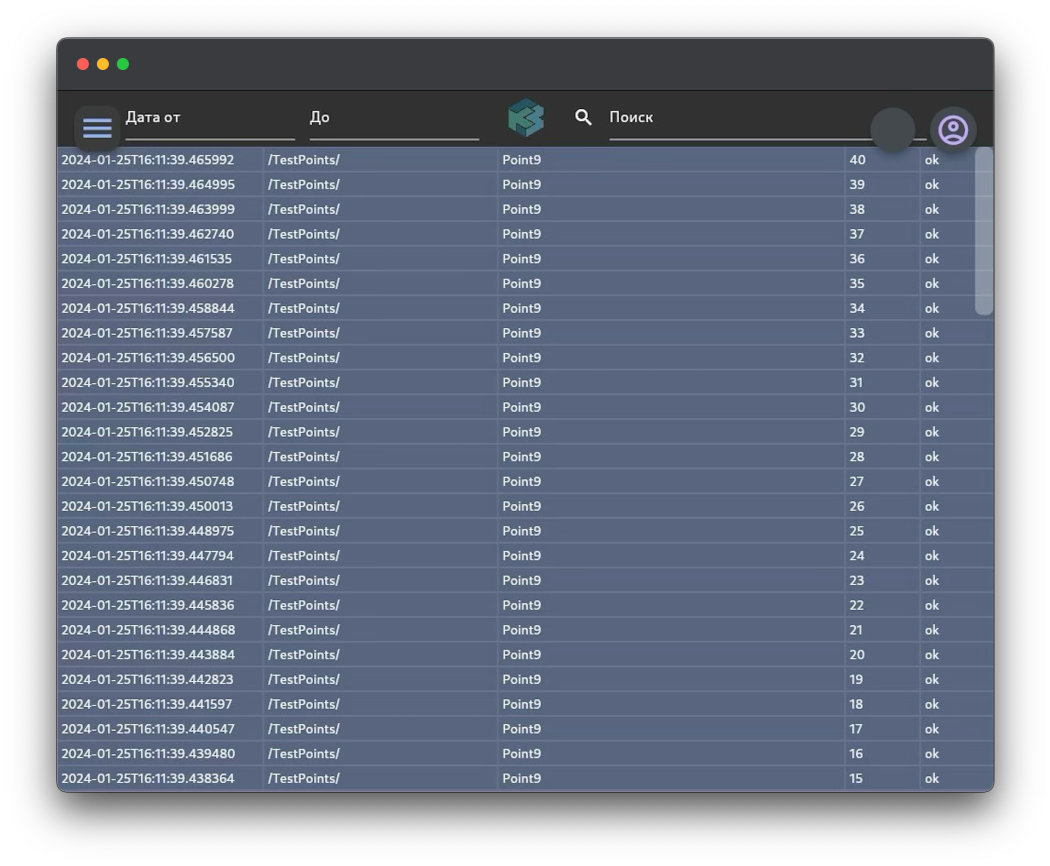 Дата от До Поиск
2024-01-25T16:11:39.465992 /TestPoints/ Point9 40 ok
2024-01-25T16:11:39.464995 /TestPoints/ Point9 39 ok
2024-01-25T16:11:39.463999 /TestPoints/ Point9 38 ok
2024-01-25T16:11:39.462740 /TestPoints/ Point9 37 ok
2024-01-25T16:11:39.461535 /TestPoints/ Point9 36 ok
2024-01-25T16:11:39.460278 /TestPoints/ Point9 35 ok
2024-01-25T16:11:39.458844 /TestPoints/ Point9 34 ok
2024-01-25T16:11:39.457587 /TestPoints/ Point9 33 ok
2024-01-25T16:11:39.456500 /TestPoints/ Point9 32 ok
2024-01-25T16:11:39.455340 /TestPoints/ Point9 31 ok
2024-01-25T16:11:39.454087 /TestPoints/ Point9 30 ok
2024-01-25T16:11:39.452825 /TestPoints/ Point9 29 ok
2024-01-25T16:11:39.451686 /TestPoints/ Point9 28 ok
2024-01-25T16:11:39.450748 /TestPoints/ Point9 27 ok
2024-01-25T16:11:39.450013 /TestPoints/ Point9 26 ok
2024-01-25T16:11:39.448975 /TestPoints/ Point9 25 ok
2024-01-25T16:11:39.447794 /TestPoints/ Point9 24 ok
2024-01-25T16:11:39.446831 /TestPoints/ Point9 23 ok
2024-01-25T16:11:39.445836 /TestPoints/ Point9 22 ok
2024-01-25T16:11:39.444868 /TestPoints/ Point9 21 ok
2024-01-25T16:11:39.443884 /TestPoints/ Point9 20 ok
2024-01-25T16:11:39.442823 /TestPoints/ Point9 19 ok
2024-01-25T16:11:39.441597 /TestPoints/ Point9 18 ok
2024-01-25T16:11:39.440547 /TestPoints/ Point9 17 ok
2024-01-25T16:11:39.439480 /TestPoints/ Point9 16 ok
2024-01-25T16:11:39.438364 /TestPoints/ Point9 15 ok